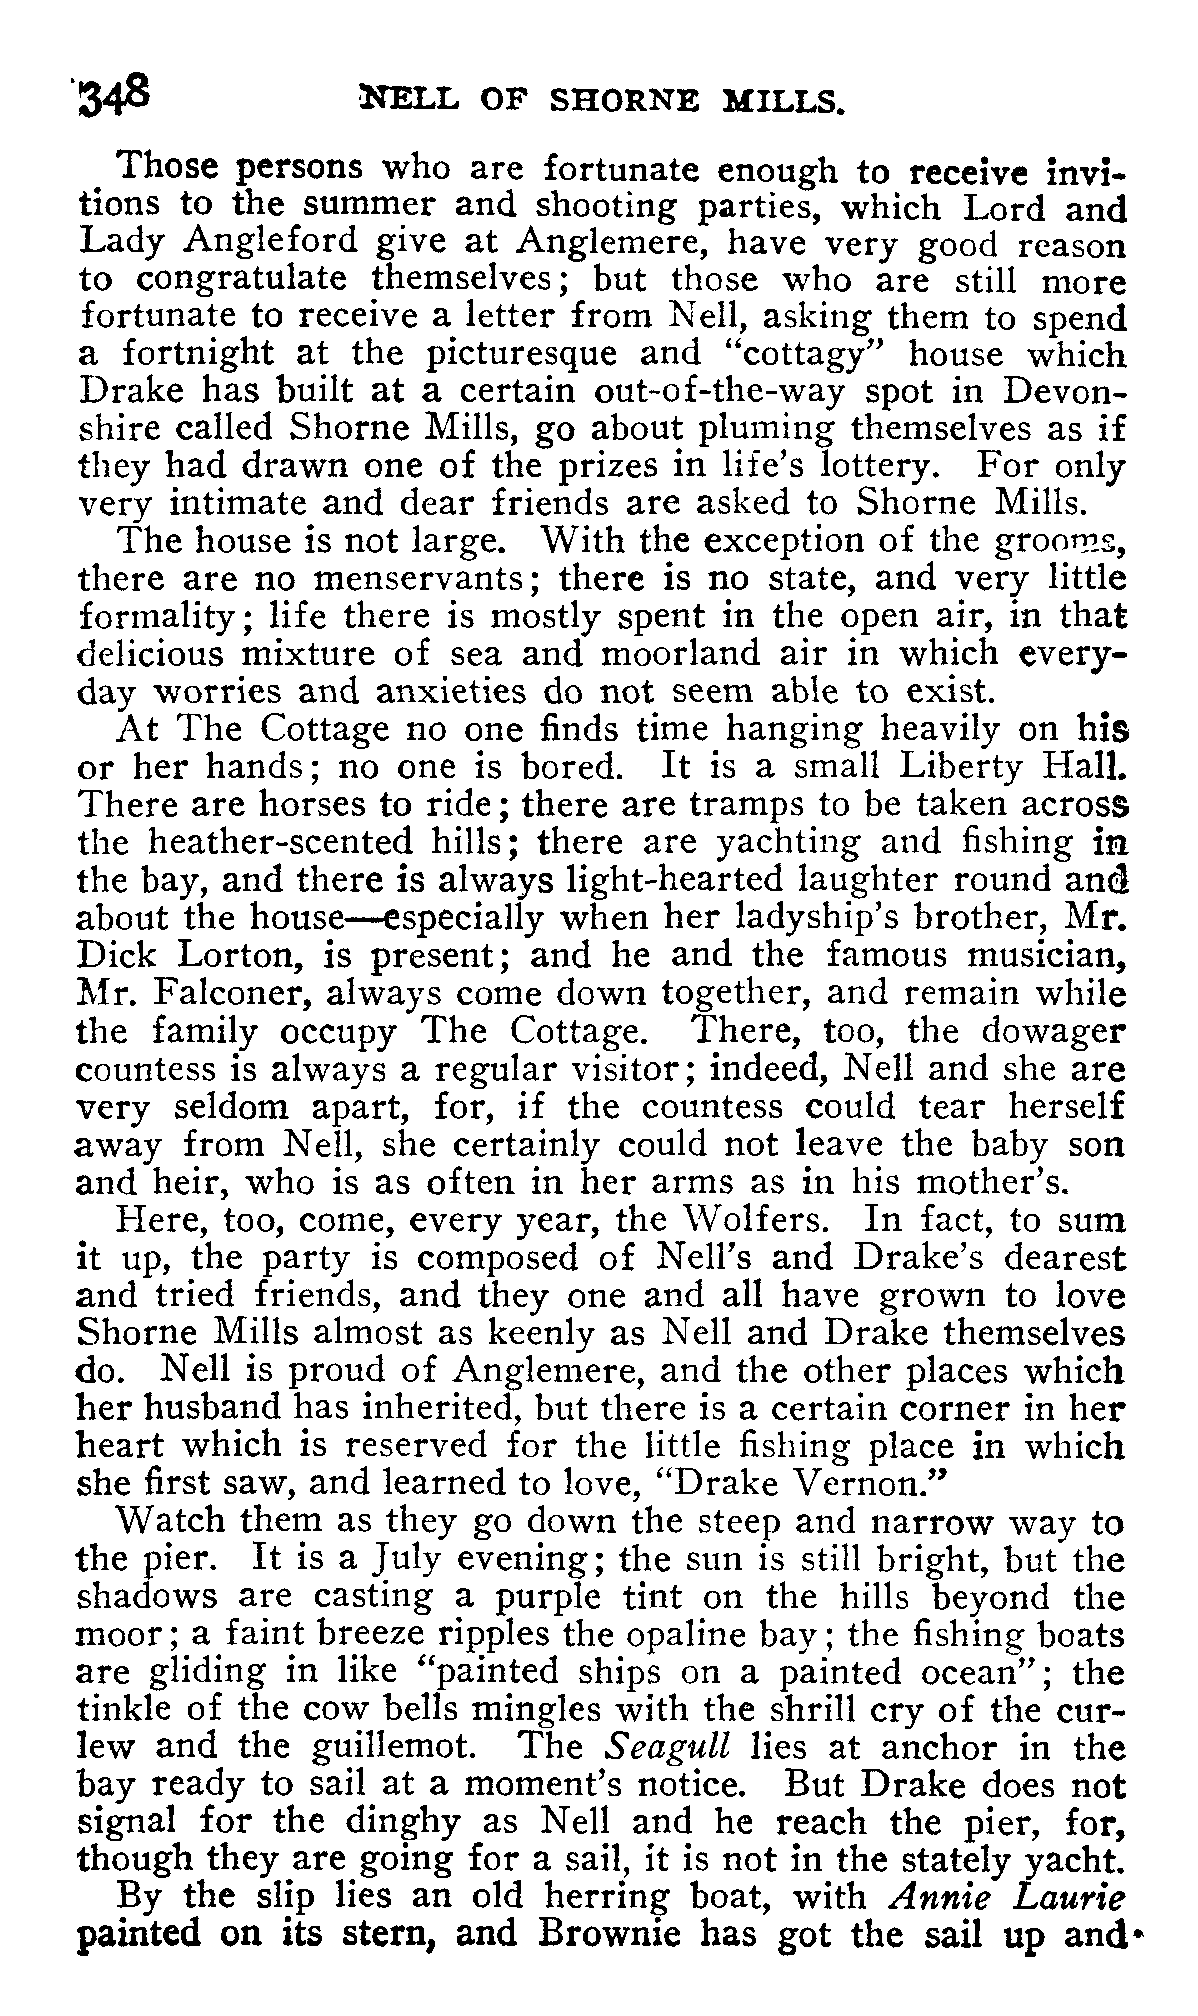 348 NELL OF SHORNE MILLS.
Those persons who are fortunate enough to receive invi-
tions to the summer and shooting parties, which Lord and
Lady Angleford give at Anglemere, have very good reason
to congratulate themselves; but those who are still more
fortunate to receive a letter from Nell, asking them to spend
a fortnight at the picturesque and “cottagy” house which
Drake has built at a certain out-of-the-way spot in Devon-
shire called Shorne Mills, go about pluming themselves as if
they had drawn one of the prizes in life’s lottery. For only
very intimate and dear friends are asked to Shorne Mills.
The house is not large. With the exception of the grooms,
there are no menservants; there is no state, and very little
formality; life there is mostly spent in the open air, in that
delicious mixture of sea and moorland air in which every-
day worries and anxieties do not seem able to exist.
At The Cottage no one finds time hanging heavily on his
or her hands; no one is bored. It is a small Liberty Hall.
There are horses to ride; there are tramps to be taken across
the heather-scented hills; there are yachting and fishing in
the bay, and there is always light-hearted laughter round and
about the house—especially when her ladyship’s brother, Mr.
Dick Lorton, is present; and he and the famous musician,
Mr. Falconer, always come down together, and remain while
the family occupy The Cottage. There, too, the dowager
countess is always a regular visitor; indeed, Nell and she are
very seldom apart, for, if the countess could tear herself
away from Nell, she certainly could not leave the baby son
and heir, who is as often in her arms as in his mother’s.
Here, too, come, every year, the Wolfers. In fact, to sum
it up, the party is composed of Nell’s and Drake’s dearest
and tried friends, and they one and all have grown to love
Shorne Mills almost as keenly as Nell and Drake themselves
do. Nell is proud of Anglemere, and the other places which
her husband has inherited, but there is a certain corner in her
heart which is reserved for the little fishing place in which
she first saw, and learned to love, “Drake Vernon.”
Watch them as they go down the steep and narrow way to
the pier. It is a July evening; the sun is still bright, but the
shadows are casting a purple tint on the hills beyond the
moor; a faint breeze ripples the opaline bay; the fishing boats
are gliding in like “painted ships on a painted ocean”; the
tinkle of the cow bells mingles with the shrill cry of the cur-
lew and the guillemot. The Seagull lies at anchor in the
bay ready to sail at a moment’s notice. But Drake does not
signal for the dinghy as Nell and he reach the pier, for,
though they are going for a sail, it is not in the stately yacht.
By the slip lies an old herring boat, with Annie Laurie
painted on its stern, and Brownie has got the sail up and